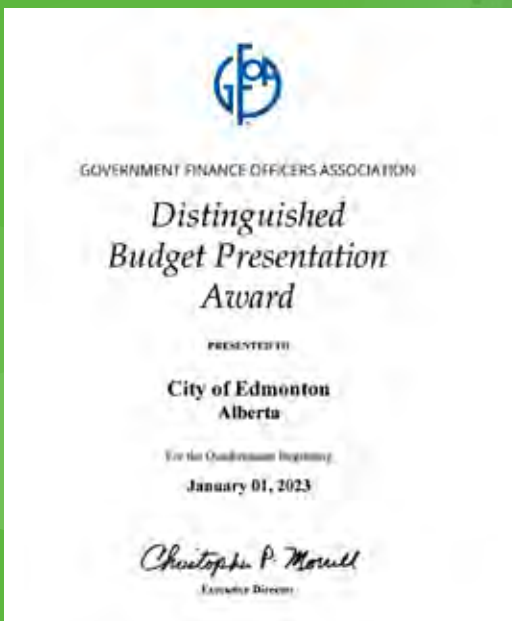 GFOA
GOVERNMENT FINANCE OFFICERS ASSOCIATION
Distinguished
Budget Presentation
Award
PRESENTED TO
City of Edmonton
Alberta
For the Quadrennium Beginning
January 01, 2023
Christopher P. Morrill
Executive Director